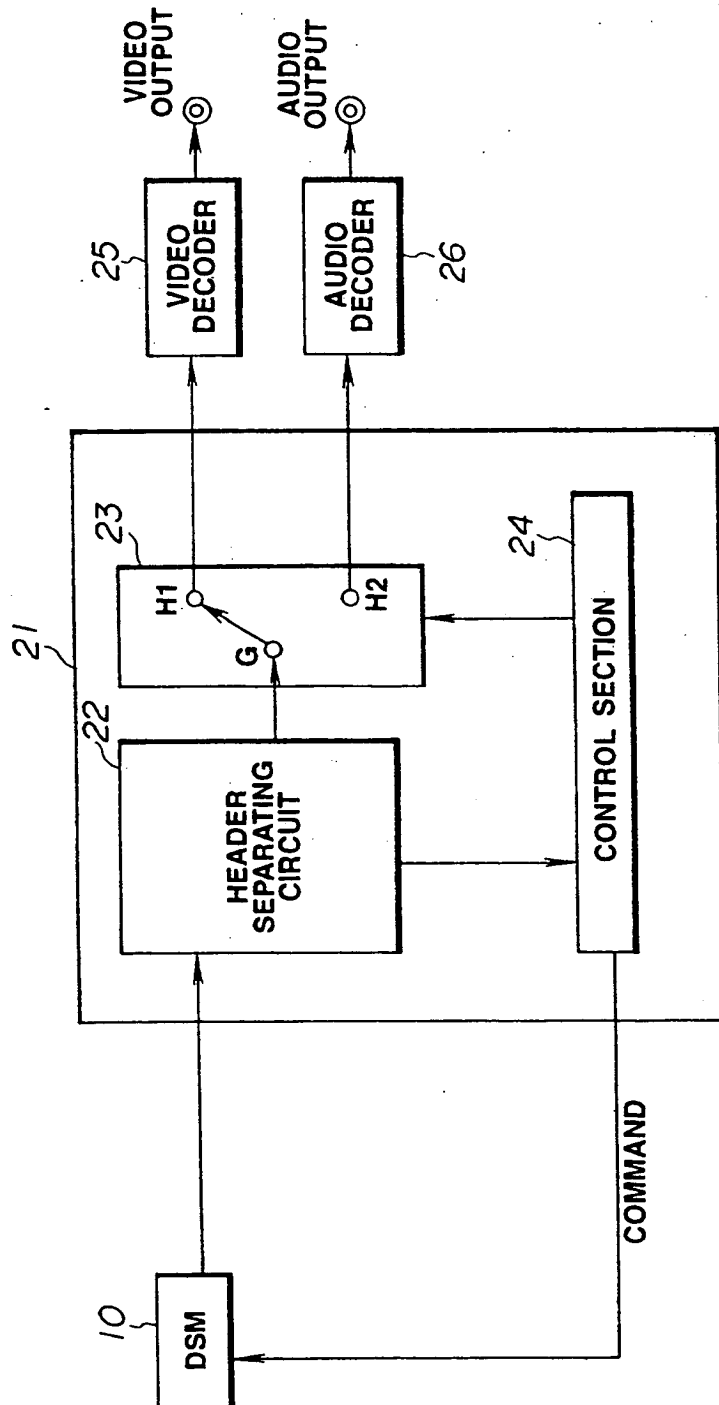 10
DSM
COMMAND
21
22
HEADER
SEPARATING
CIRCUIT
23
G
H1
H2
24
CONTROL SECTION
25
VIDEO
DECODER
VIDEO
OUTPUT
26
AUDIO
DECODER
AUDIO
OUTPUT